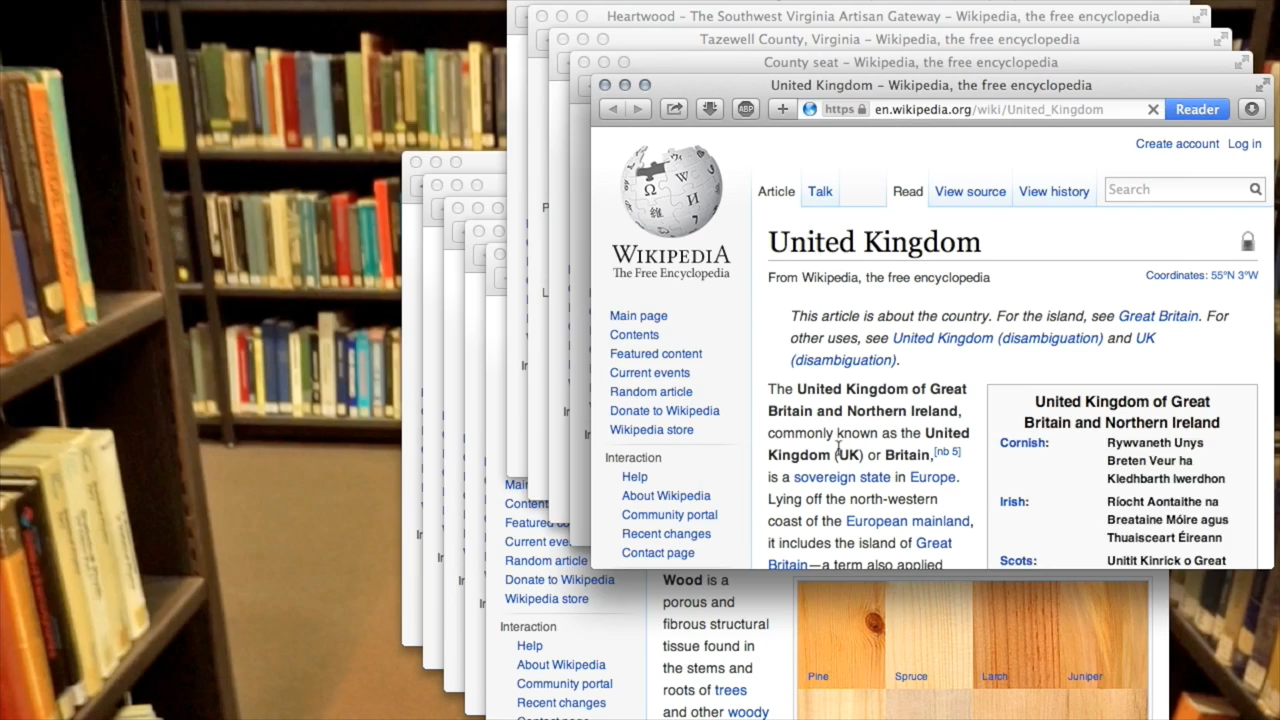 Heartwood – The Southwest Virginia Artisan Gateway – Wikipedia, the free encyclopedia
Tazewell County, Virginia – Wikipedia, the free encyclopedia
County seat – Wikipedia, the free encyclopedia
United Kingdom – Wikipedia, the free encyclopedia
ABP + https en.wikipedia.org/wiki/United_Kingdom Reader
Create account Log in
Article Talk Read View source View history Search
WIKIPEDIA
The Free Encyclopedia
United Kingdom
From Wikipedia, the free encyclopedia
Coordinates: 55°N 3°W
Main page
Contents
Featured content
Current events
Random article
Donate to Wikipedia
Wikipedia store
Interaction
Help
About Wikipedia
Community portal
Recent changes
Contact page
This article is about the country. For the island, see Great Britain. For
other uses, see United Kingdom (disambiguation) and UK
(disambiguation).
The United Kingdom of Great
Britain and Northern Ireland,
commonly known as the United
Kingdom (UK) or Britain,[nb 5]
is a sovereign state in Europe.
Lying off the north-western
coast of the European mainland,
it includes the island of Great
Britain—a term also applied
United Kingdom of Great
Britain and Northern Ireland
Cornish: Rywvaneth Unys
Breten Veur ha
Kledhbarth Iwerdhon
Irish: Ríocht Aontaithe na
Breataine Móire agus
Thuaisceart Éireann
Scots: Unitit Kinrick o Great
Random article
Donate to Wikipedia
Wikipedia store
Interaction
Help
About Wikipedia
Community portal
Recent changes
Wood is a
porous and
fibrous structural
tissue found in
the stems and
roots of trees
and other woody
Pine Spruce Larch Juniper